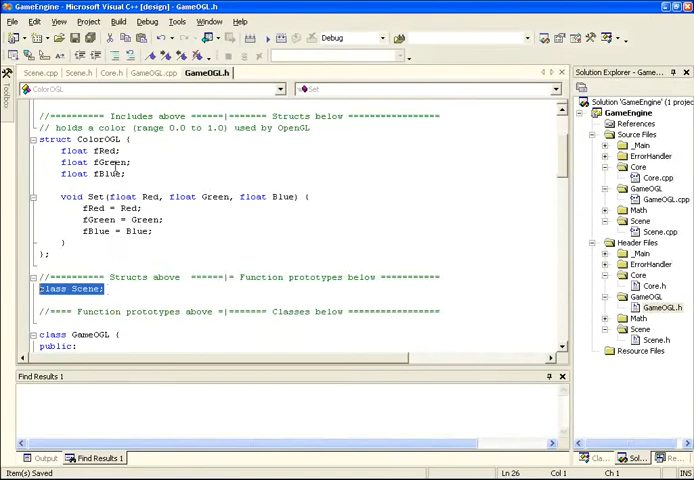 GameEngine - Microsoft Visual C++ [design] - GameOGL.h
File Edit View Project Build Debug Tools Window Help
Debug
Scene.cpp Scene.h Core.h GameOGL.cpp GameOGL.h
ColorOGL Set
//========== Includes above ======|====== Structs below =================
// holds a color (range 0.0 to 1.0) used by OpenGL
struct ColorOGL {
float fRed;
float fGreen;
float fBlue;
void Set(float Red, float Green, float Blue) {
fRed = Red;
fGreen = Green;
fBlue = Blue;
}
};
//========== Structs above ======|= Function prototypes below ===========
class Scene;
//==== Function prototypes above =|======= Classes below =================
class GameOGL {
public:
Toolbox
Find Results 1
Output Find Results 1
Item(s) Saved Ln 26 Col 1 Ch 1 INS
Solution Explorer - Game...
Solution 'GameEngine' (1 project)
GameEngine
References
Source Files
_Main
ErrorHandler
Core
Core.cpp
GameOGL
GameOGL.cpp
Math
Scene
Scene.cpp
Header Files
_Main
ErrorHandler
Core
Core.h
GameOGL
GameOGL.h
Math
Scene
Scene.h
Resource Files
Cla... Sol... Re...